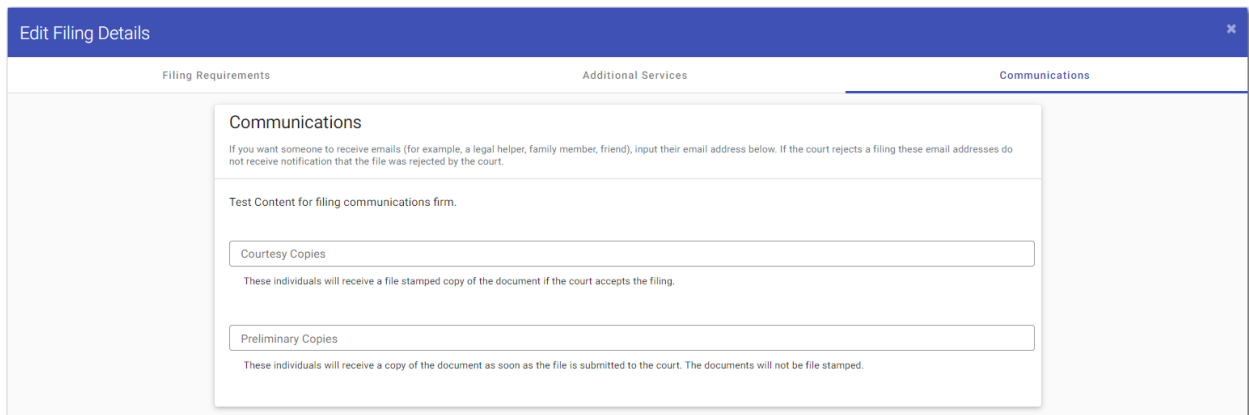 Edit Filing Details
Filing Requirements
Additional Services
Communications
Communications
If you want someone to receive emails (for example, a legal helper, family member, friend), input their email address below. If the court rejects a filing these email addresses do
not receive notification that the file was rejected by the court.
Test Content for filing communications firm.
Courtesy Copies
These individuals will receive a file stamped copy of the document if the court accepts the filing.
Preliminary Copies
These individuals will receive a copy of the document as soon as the file is submitted to the court. The documents will not be file stamped.